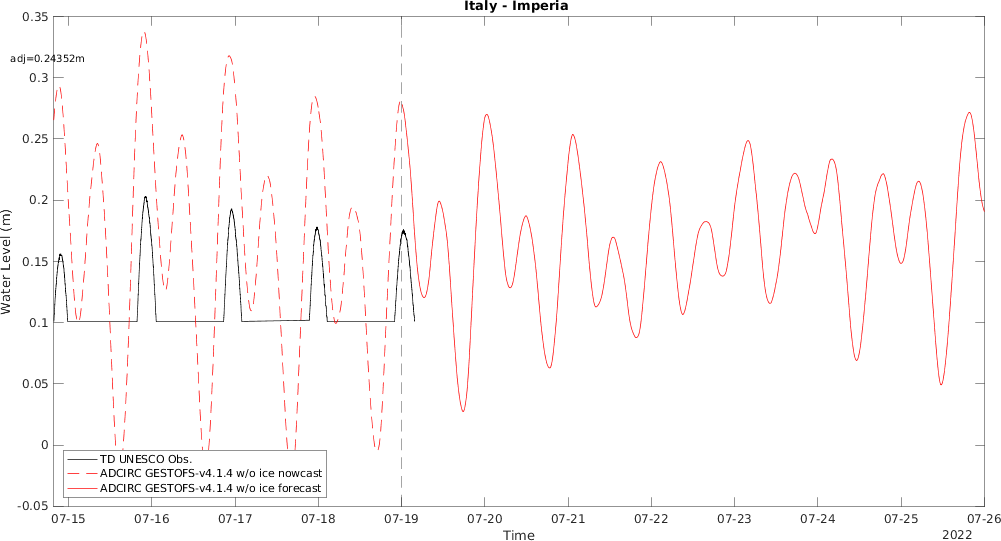 Italy - Imperia
0.35
adj=0.24352m
0.3
0.25
0.2
0.15
0.1
0.05
0
-0.05
Water Level (m)
TD UNESCO Obs.
ADCIRC GESTOFS-v4.1.4 w/o ice nowcast
ADCIRC GESTOFS-v4.1.4 w/o ice forecast
07-15 07-16 07-17 07-18 07-19 07-20 07-21 07-22 07-23 07-24 07-25 07-26
Time
2022